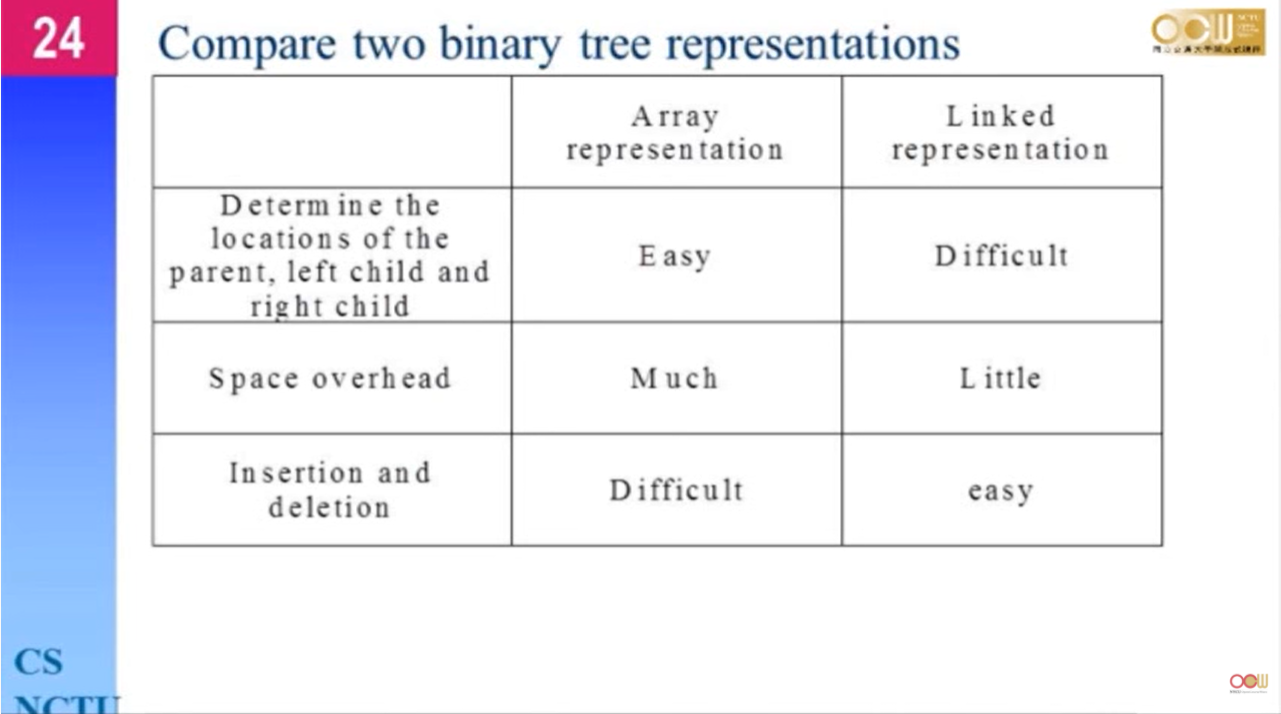 24
Compare two binary tree representations
Array
representation
Linked
representation
Determine the
locations of the
parent, left child and
right child
Easy
Difficult
Space overhead
Much
Little
Insertion and
deletion
Difficult
easy
CS
NCTU
OCW
NCTU
OCW